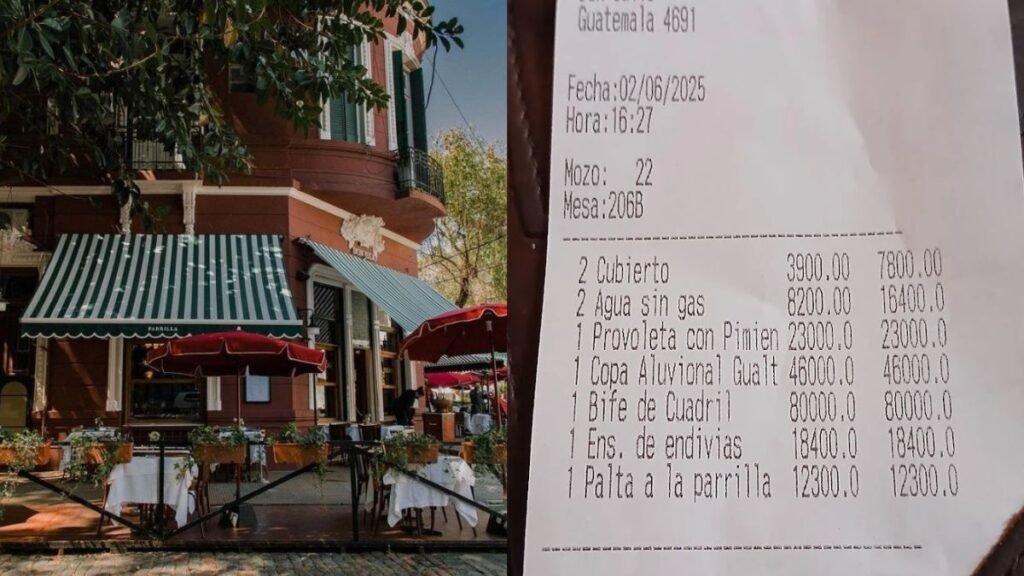 PARRILLA
Guatemala 4691
Fecha:02/06/2025
Hora:16:27
Mozo: 22
Mesa:206B
2 Cubierto 3900.00 7800.00
2 Agua sin gas 8200.00 16400.0
1 Provoleta con Pimien 23000.0 23000.0
1 Copa Aluvional Gualt 46000.0 46000.0
1 Bife de Cuadril 80000.0 80000.0
1 Ens. de endivias 18400.0 18400.0
1 Palta a la parrilla 12300.0 12300.0